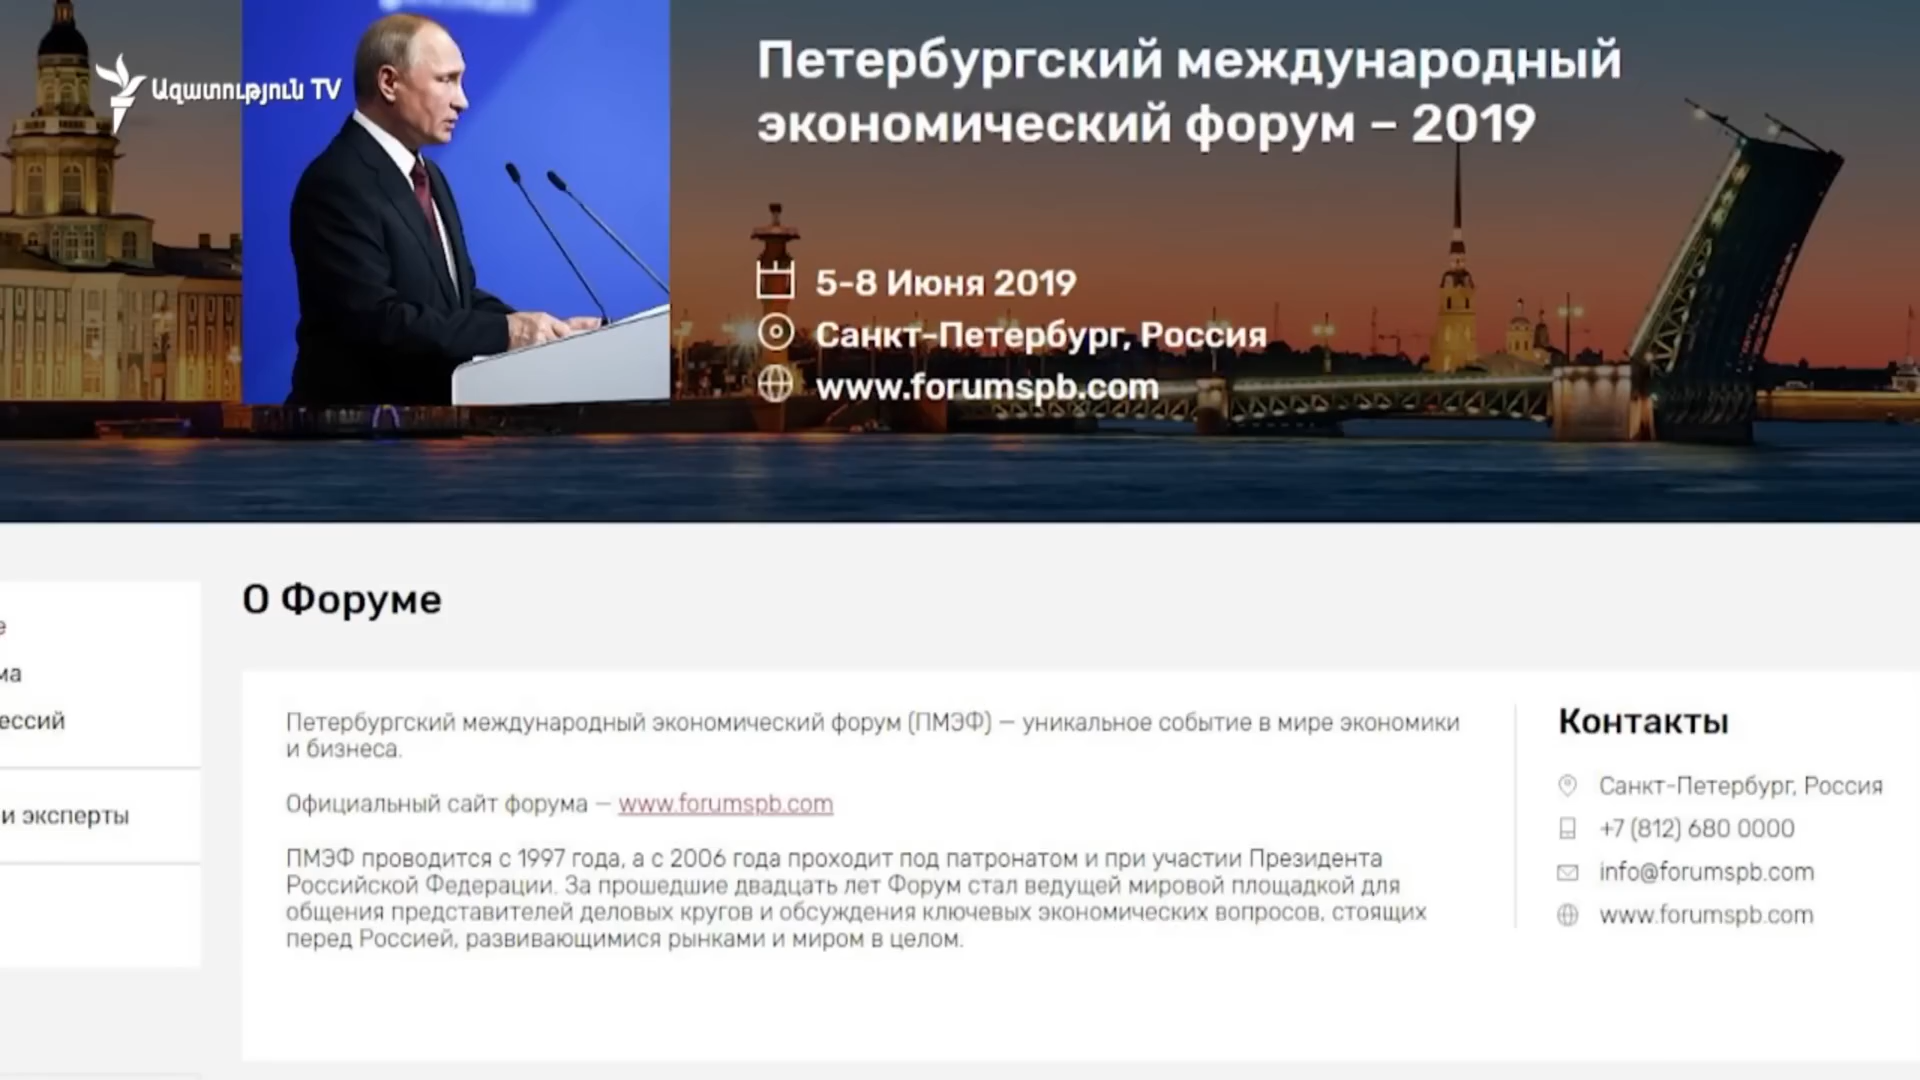 Ազատություն TV
Петербургский международный
экономический форум – 2019
5-8 Июня 2019
Санкт-Петербург, Россия
www.forumspb.com
О Форуме
е
ма
ессий
и эксперты
Петербургский международный экономический форум (ПМЭФ) — уникальное событие в мире экономики
и бизнеса.
Официальный сайт форума — www.forumspb.com
ПМЭФ проводится с 1997 года, а с 2006 года проходит под патронатом и при участии Президента
Российской Федерации. За прошедшие двадцать лет Форум стал ведущей мировой площадкой для
общения представителей деловых кругов и обсуждения ключевых экономических вопросов, стоящих
перед Россией, развивающимися рынками и миром в целом.
Контакты
Санкт-Петербург, Россия
+7 (812) 680 0000
info@forumspb.com
www.forumspb.com